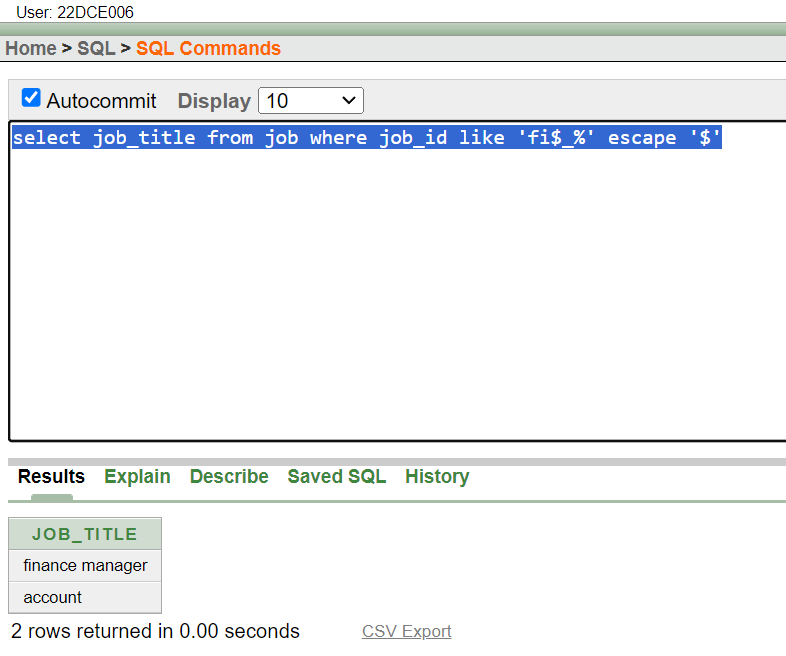 User: 22DCE006
Home > SQL > SQL Commands
Autocommit Display 10
select job_title from job where job_id like 'fi$_%' escape '$'
Results Explain Describe Saved SQL History
JOB_TITLE
finance manager
account
2 rows returned in 0.00 seconds CSV Export